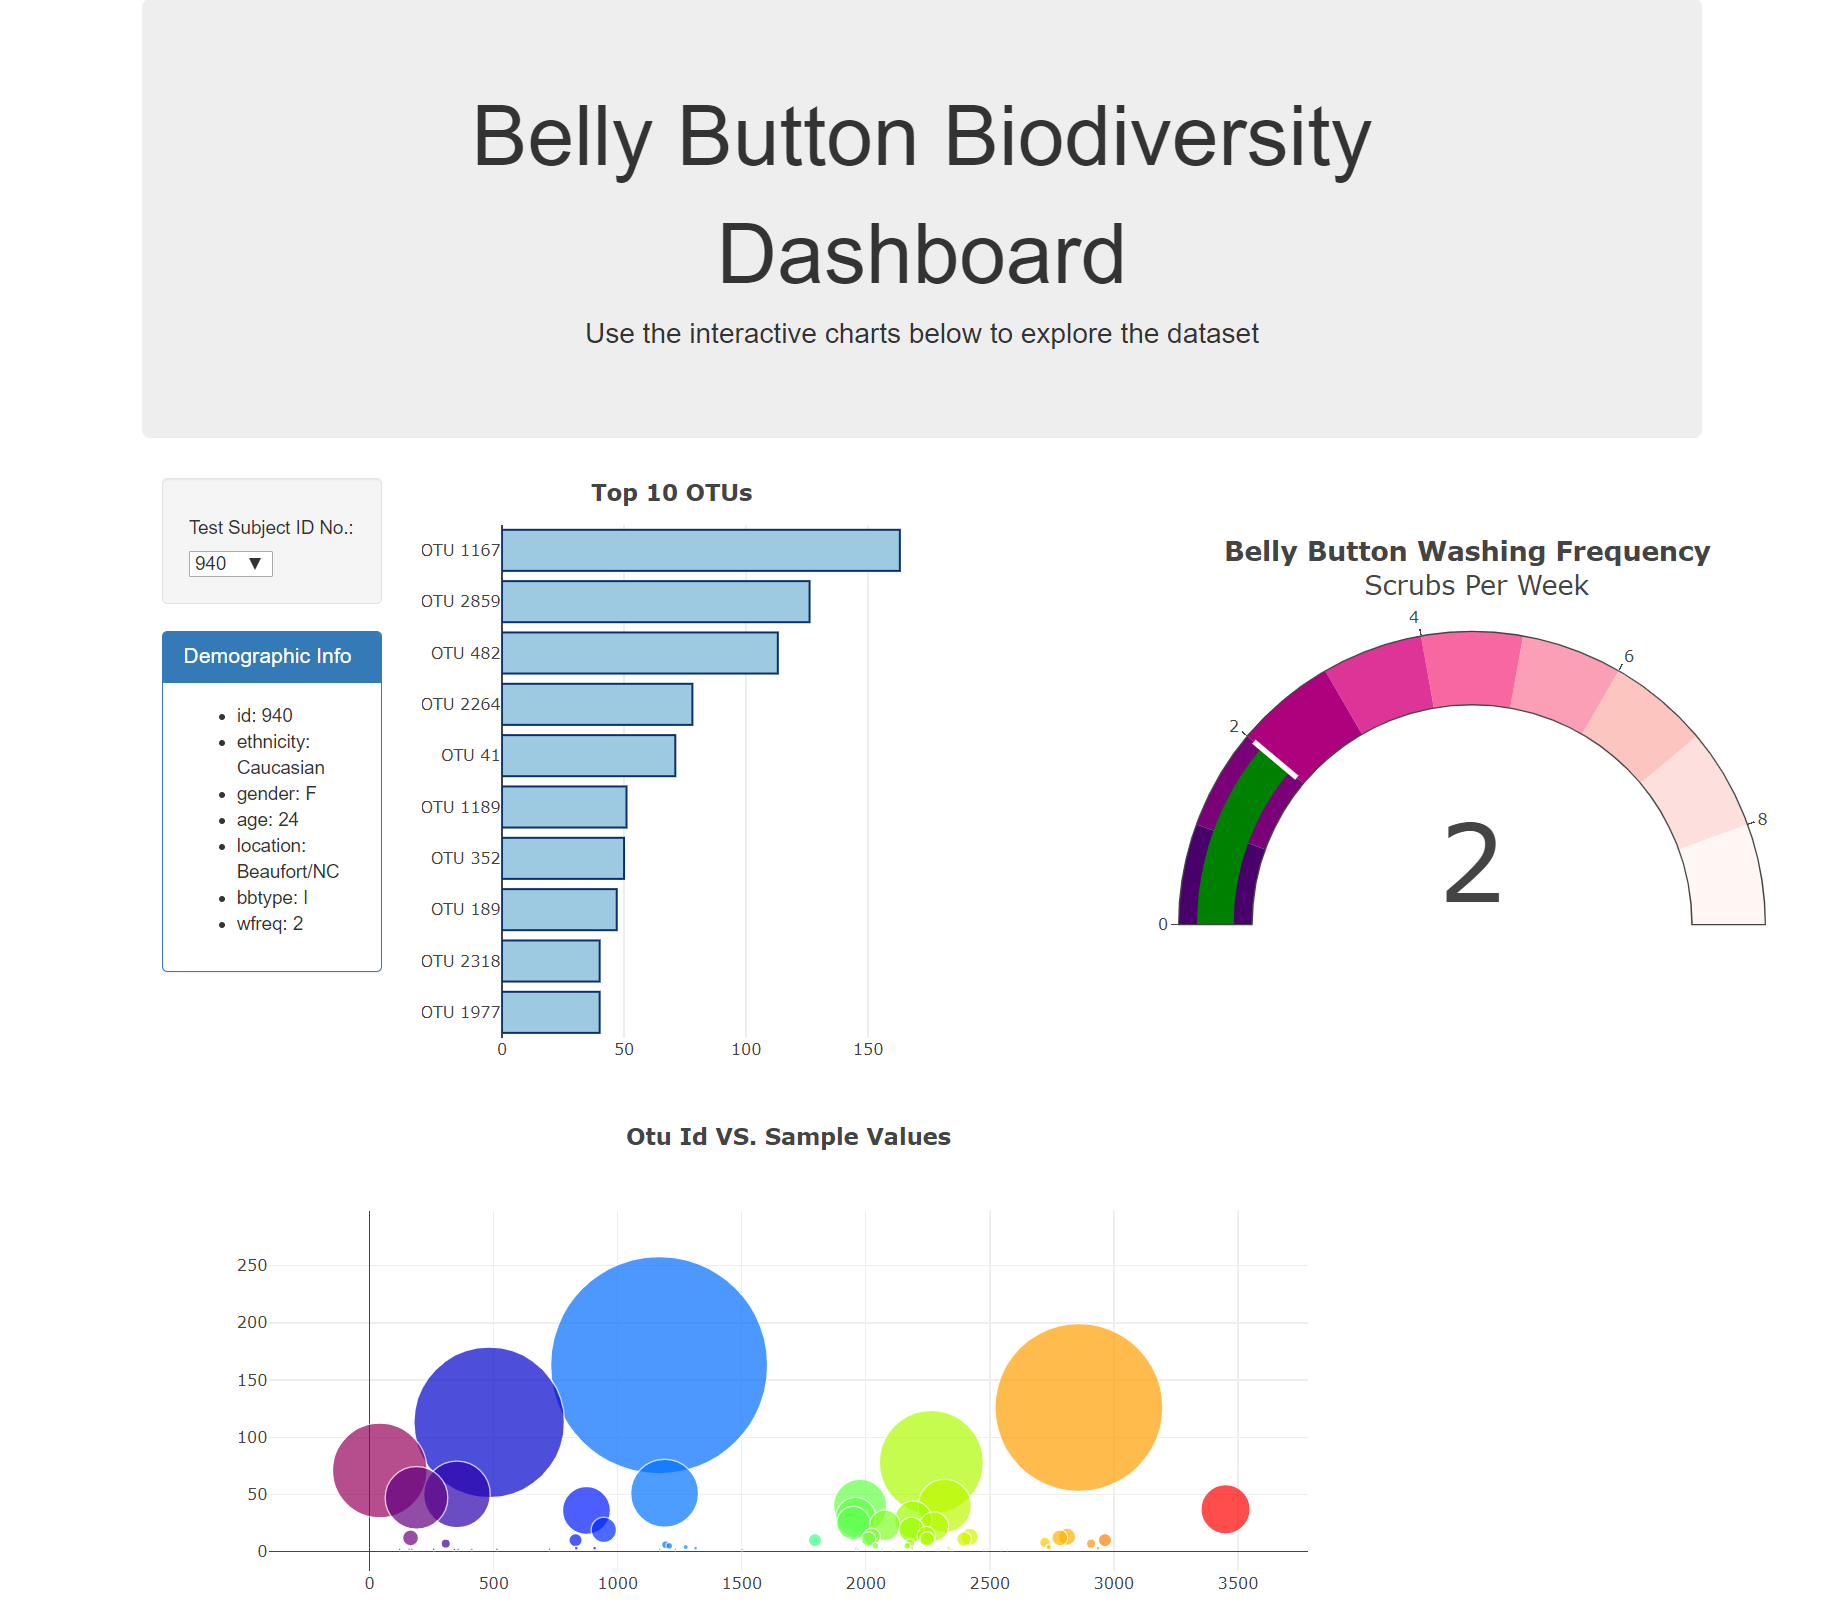 Belly Button Biodiversity
Dashboard
Use the interactive charts below to explore the dataset
Test Subject ID No.:
940 ▼
Demographic Info
• id: 940
• ethnicity:
Caucasian
• gender: F
• age: 24
• location:
Beaufort/NC
• bbtype: I
• wfreq: 2
Top 10 OTUs
OTU 1167
OTU 2859
OTU 482
OTU 2264
OTU 41
OTU 1189
OTU 352
OTU 189
OTU 2318
OTU 1977
0 50 100 150
Belly Button Washing Frequency
Scrubs Per Week
0
2
4
6
8
2
Otu Id VS. Sample Values
250
200
150
100
50
0
0 500 1000 1500 2000 2500 3000 3500